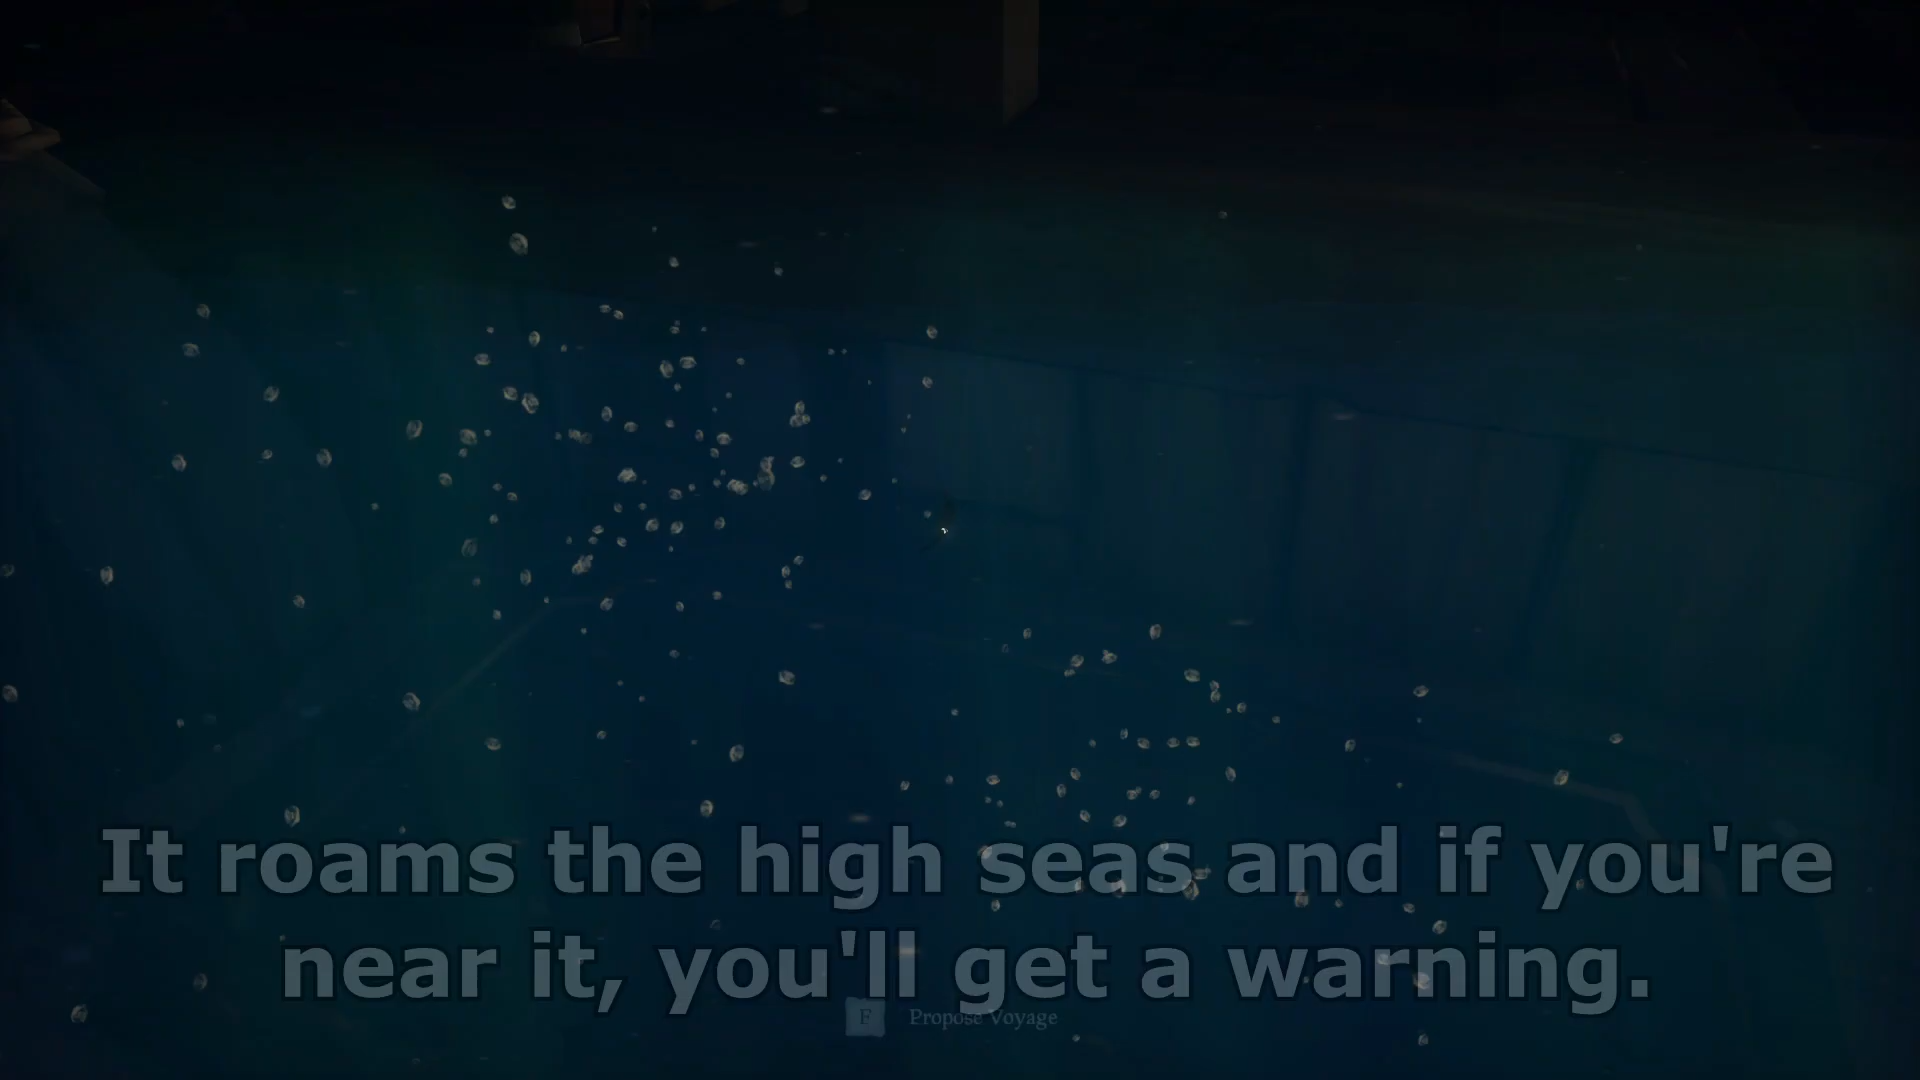 It roams the high seas and if you're
near it, you'll get a warning.
F Propose Voyage